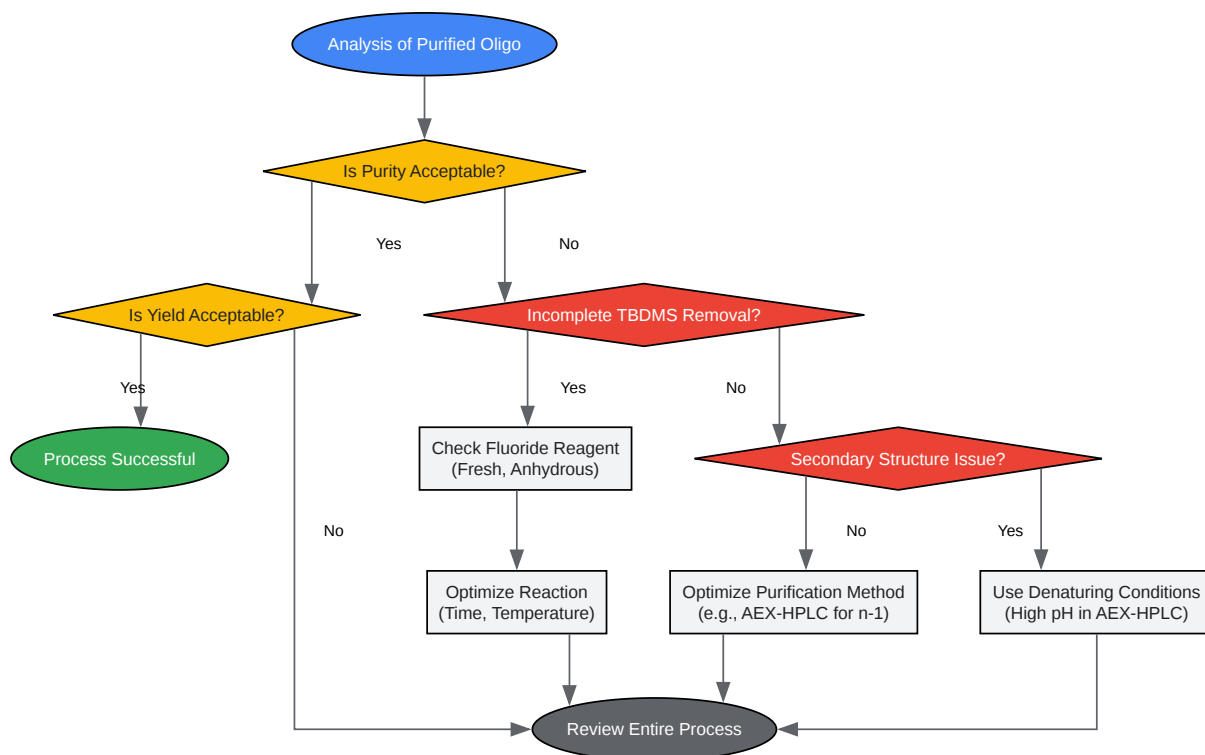 Analysis of Purified Oligo
Is Purity Acceptable?
Yes
No
Is Yield Acceptable?
Incomplete TBDMS Removal?
Yes
Yes
No
Process Successful
Check Fluoride Reagent
(Fresh, Anhydrous)
Secondary Structure Issue?
No
No
Yes
Optimize Reaction
(Time, Temperature)
Optimize Purification Method
(e.g., AEX-HPLC for n-1)
Use Denaturing Conditions
(High pH in AEX-HPLC)
Review Entire Process